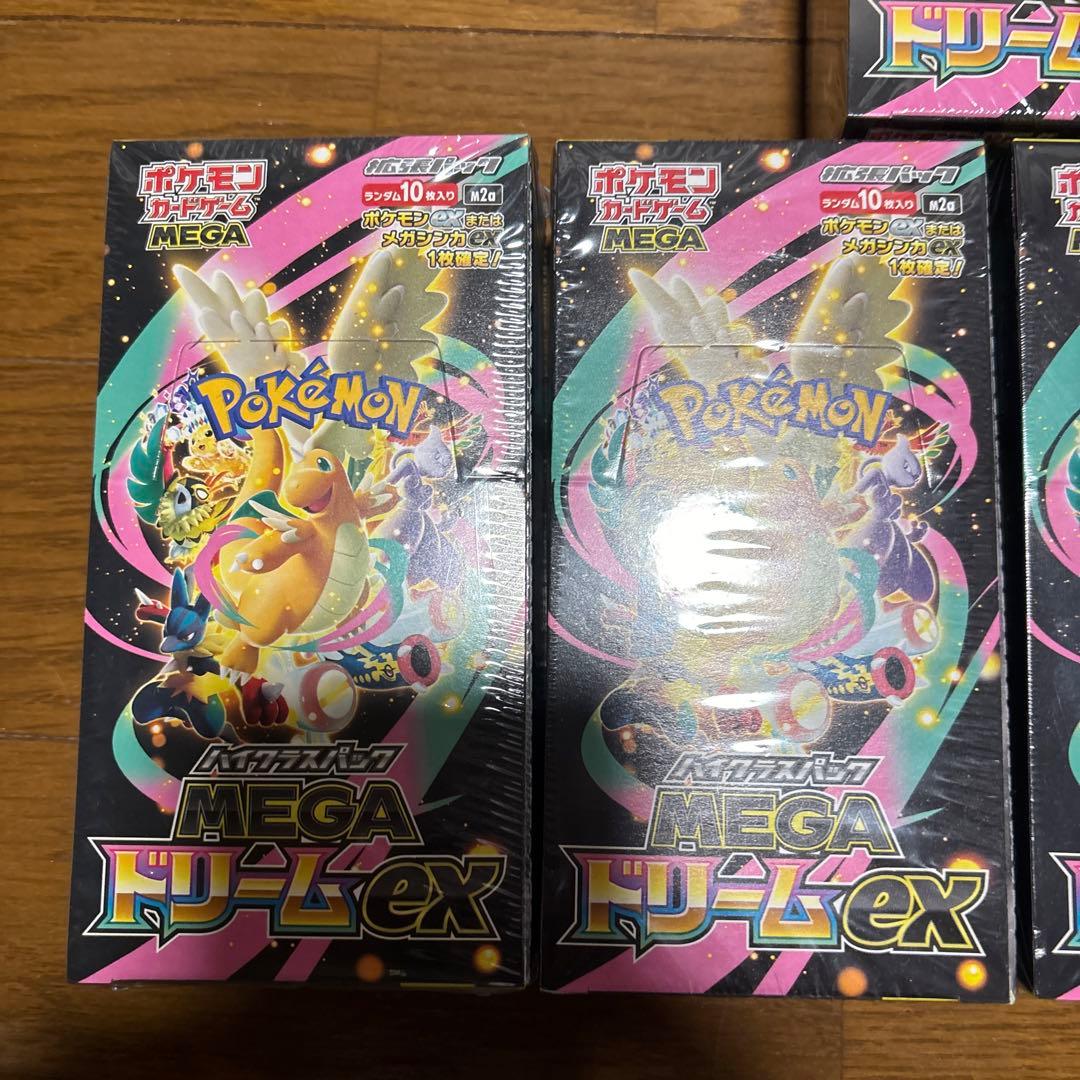 ドリーム
ポケモン
カードゲーム
MEGA
拡張パック
ランダム10枚入り M2a
ポケモンexまたは
メガシンカex
1枚確定!
POKéMON
ハイクラスパック
MEGA
ドリームex
ポケモン
カードゲーム
MEGA
拡張パック
ランダム10枚入り M2a
ポケモンexまたは
メガシンカex
1枚確定!
POKéMON
ハイクラスパック
MEGA
ドリームex